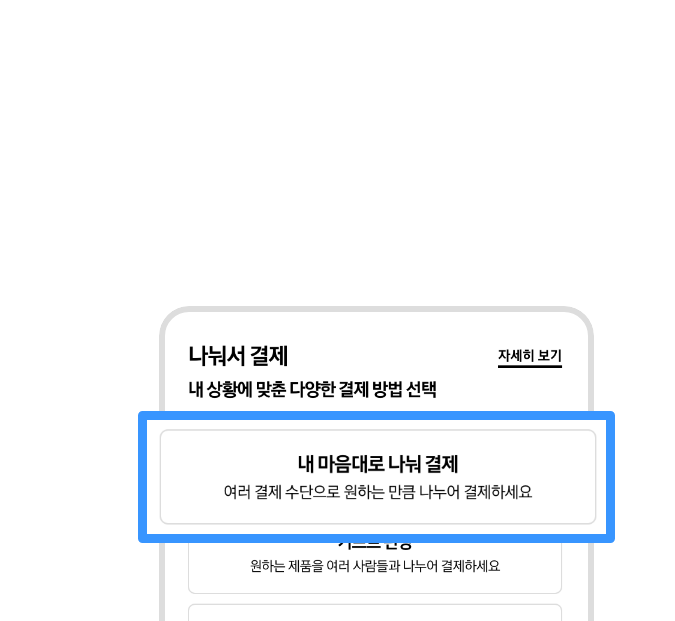 나눠서 결제
자세히 보기
내 상황에 맞춘 다양한 결제 방법 선택
내 마음대로 나눠 결제
여러 결제 수단으로 원하는 만큼 나누어 결제하세요
원하는 제품을 여러 사람들과 나누어 결제하세요